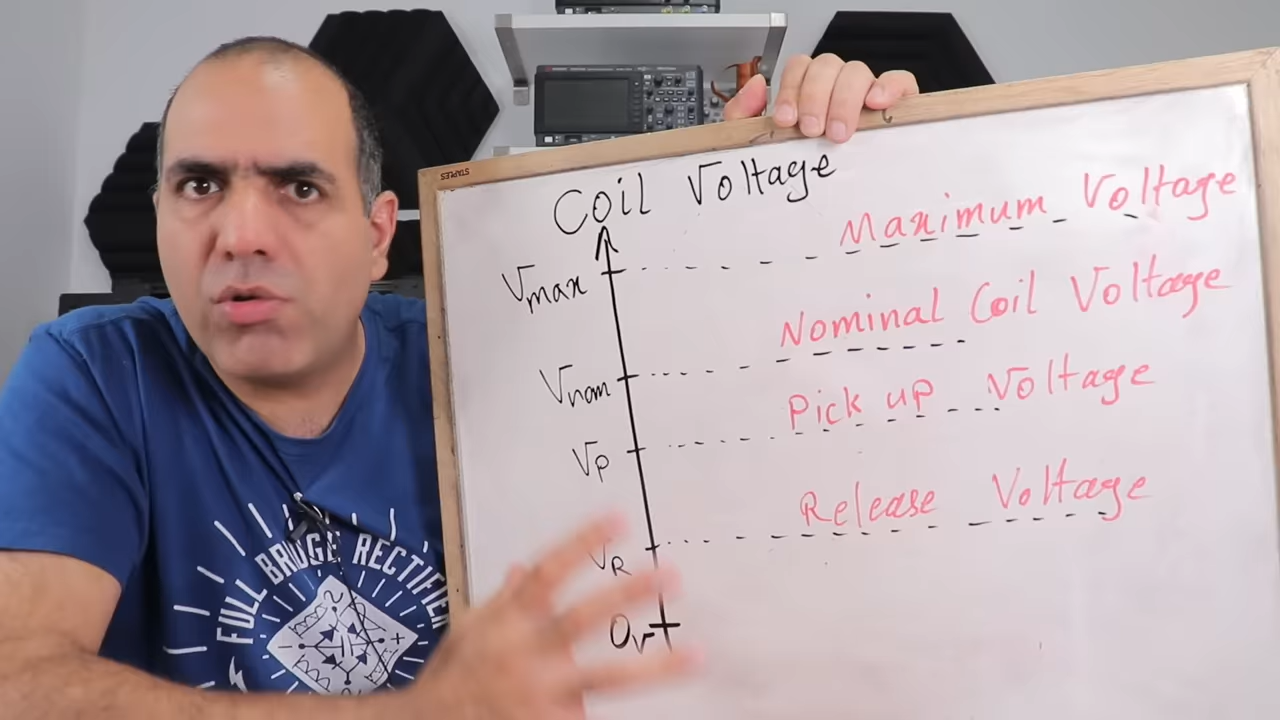 STAPLES
Coil Voltage
Vmax
Maximum Voltage
Vnom
Nominal Coil Voltage
VP
Pick up Voltage
VR
Release Voltage
0v
FULL BRIDGE RECTIFIER